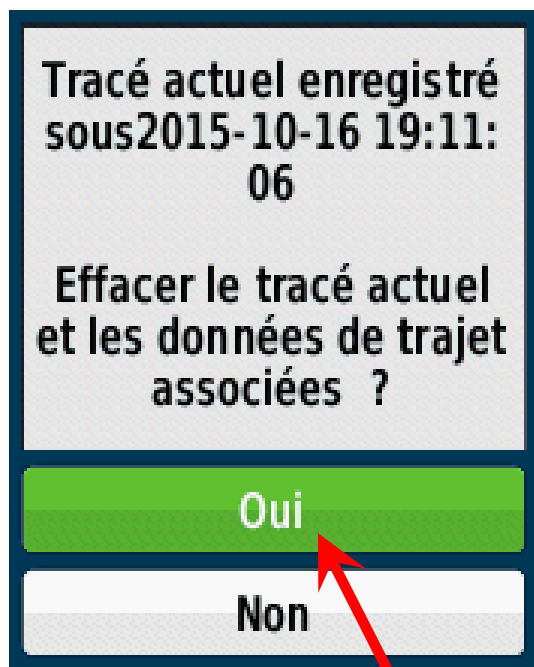 Tracé actuel enregistré
sous2015-10-16 19:11:
06
Effacer le tracé actuel
et les données de trajet
associées ?
Oui
Non